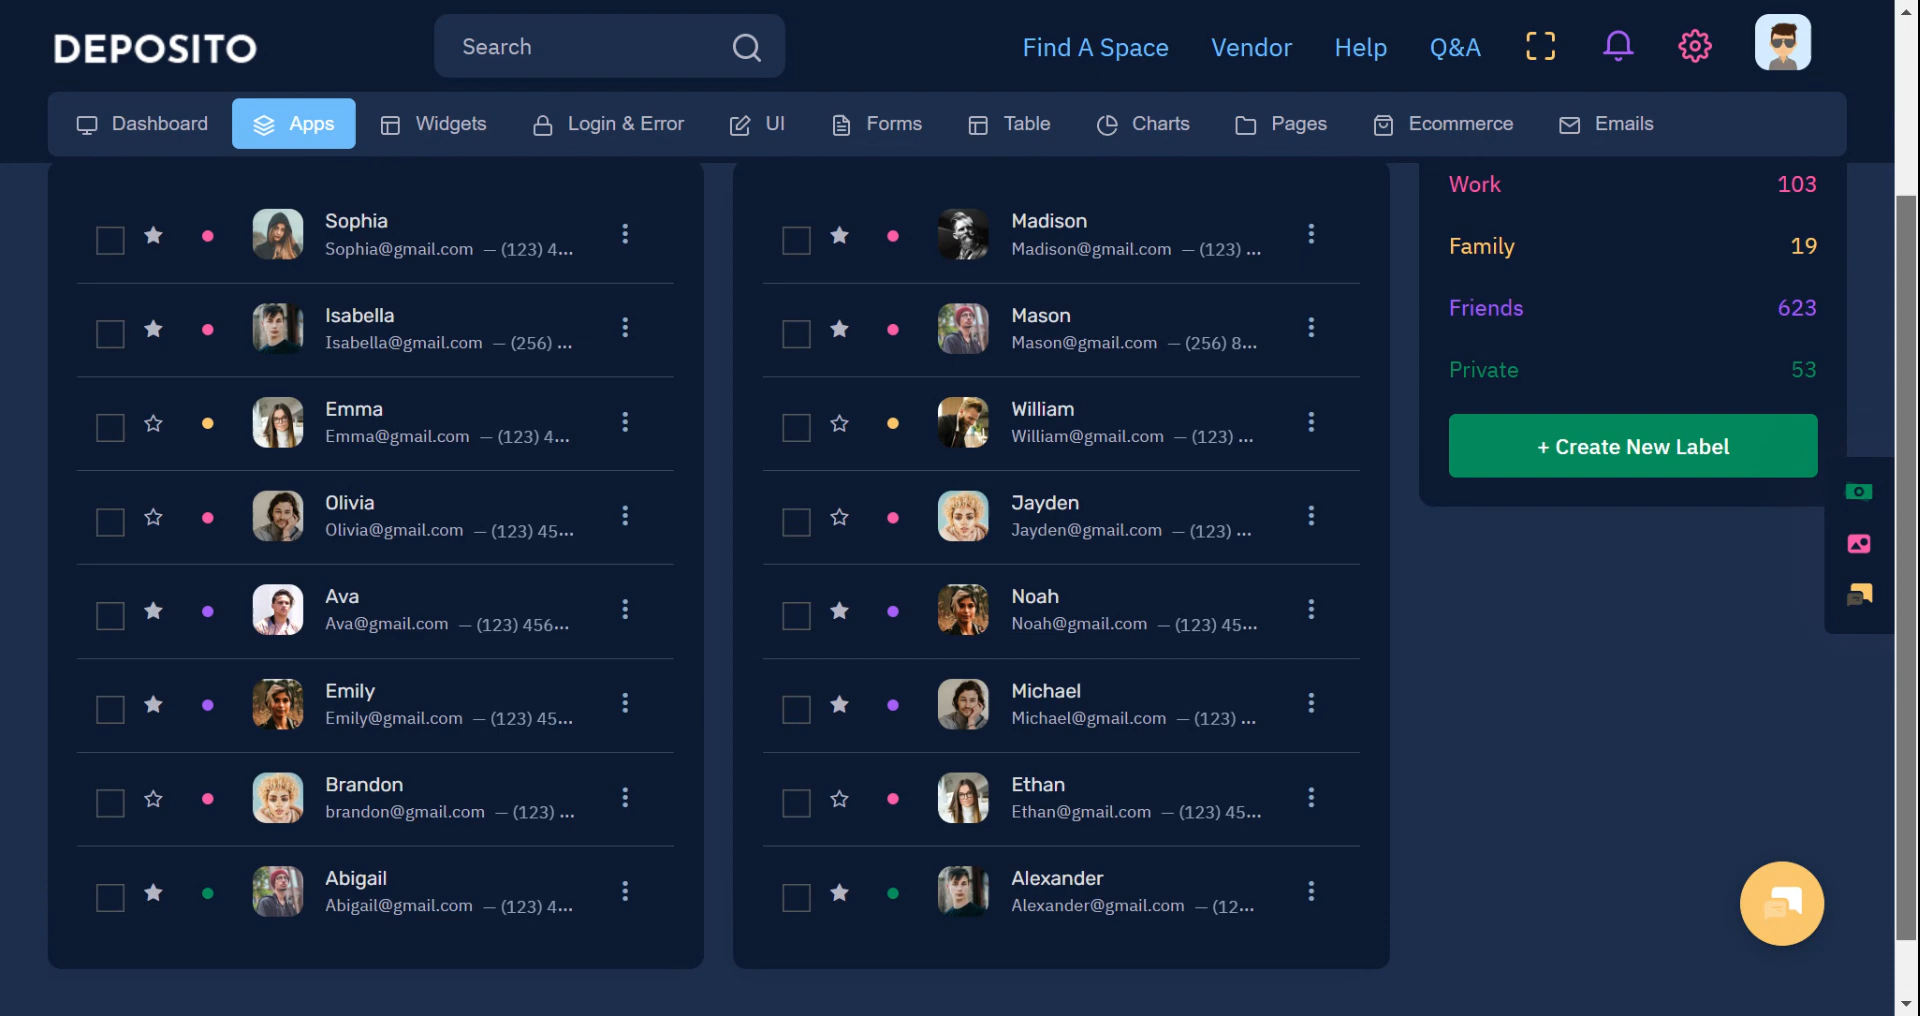 DEPOSITO
Search
Find A Space
Vendor
Help
Q&A
Dashboard
Apps
Widgets
Login & Error
UI
Forms
Table
Charts
Pages
Ecommerce
Emails
Sophia
Sophia@gmail.com — (123) 4...
Isabella
Isabella@gmail.com — (256) ...
Emma
Emma@gmail.com — (123) 4...
Olivia
Olivia@gmail.com — (123) 45...
Ava
Ava@gmail.com — (123) 456...
Emily
Emily@gmail.com — (123) 45...
Brandon
brandon@gmail.com — (123) ...
Abigail
Abigail@gmail.com — (123) 4...
Madison
Madison@gmail.com — (123) ...
Mason
Mason@gmail.com — (256) 8...
William
William@gmail.com — (123) ...
Jayden
Jayden@gmail.com — (123) ...
Noah
Noah@gmail.com — (123) 45...
Michael
Michael@gmail.com — (123) ...
Ethan
Ethan@gmail.com — (123) 45...
Alexander
Alexander@gmail.com — (12...
Work 103
Family 19
Friends 623
Private 53
+ Create New Label